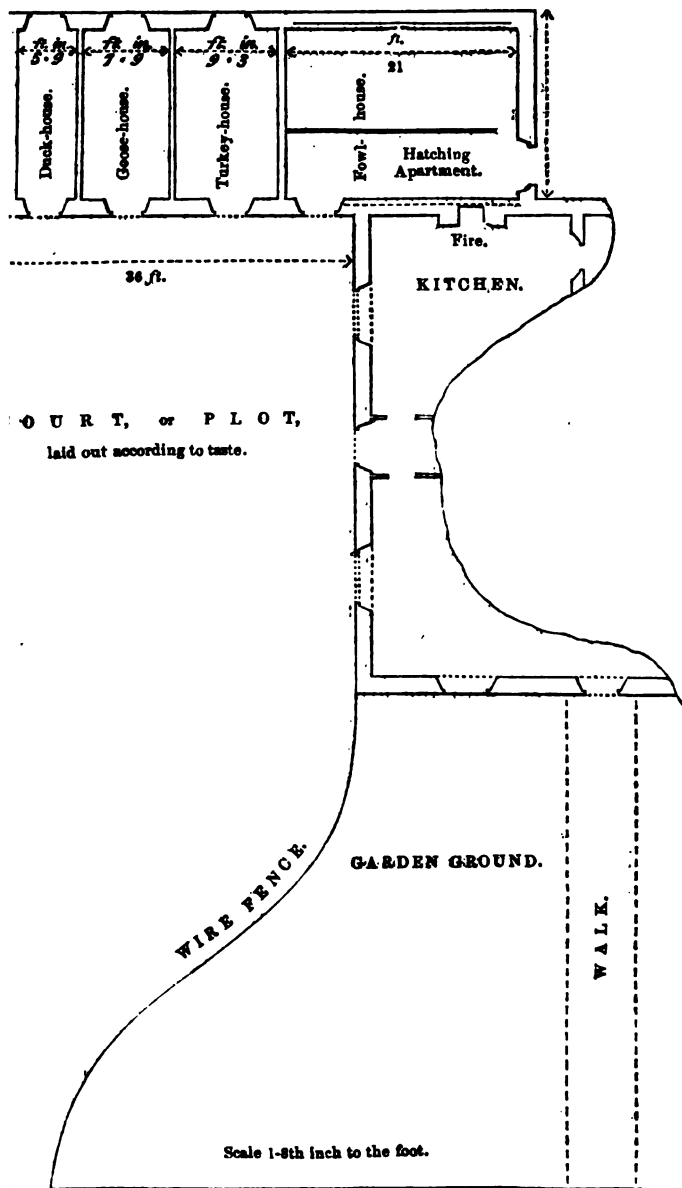 ft. in.
5 . 9
ft. in.
7 . 9
ft. in.
9 . 3
ft.
21
Duck-house.
Goose-house.
Turkey-house.
Fowl-house.
Hatching
Apartment.
Fire.
KITCHEN.
36 ft.
OURT, or PLOT,
laid out according to taste.
WIRE FENCE.
GARDEN GROUND.
WALK.
Scale 1-8th inch to the foot.